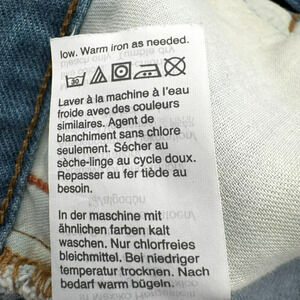 low. Warm iron as needed.
30
Laver à la machine à l'eau
froide avec des couleurs
similaires. Agent de
blanchiment sans chlore
seulement. Sécher au
sèche-linge au cycle doux.
Repasser au fer tiède au
besoin.
In der maschine mit
ähnlichen farben kalt
waschen. Nur chlorfreies
bleichmittel. Bei niedriger
temperatur trocknen. Nach
bedarf warm bügeln.